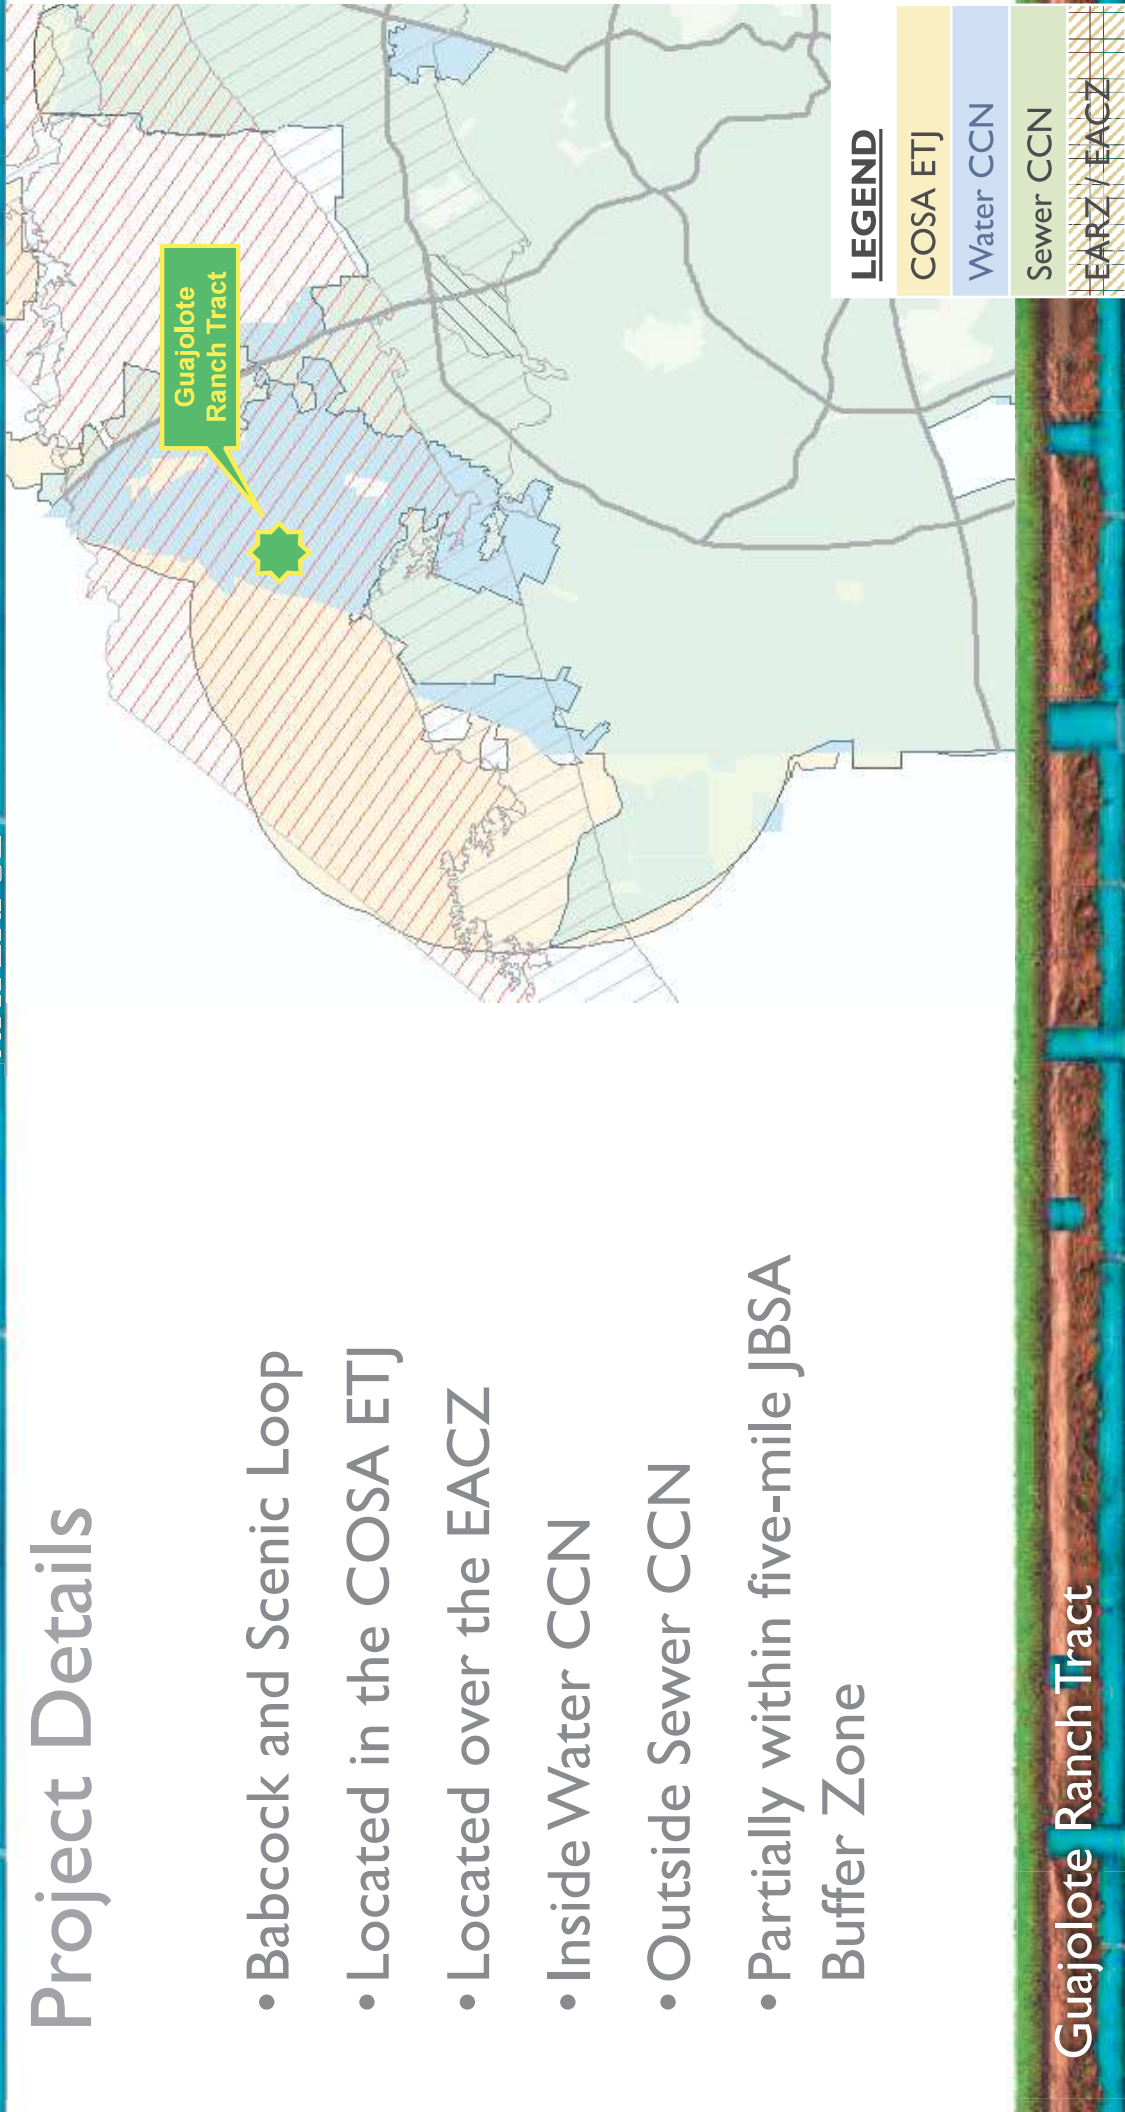 Project Details
• Babcock and Scenic Loop
• Located in the COSA ETJ
• Located over the EACZ
• Inside Water CCN
• Outside Sewer CCN
• Partially within five-mile JBSA
Buffer Zone
Guajolote
Ranch Tract
LEGEND
COSA ETJ
Water CCN
Sewer CCN
EARZ / EACZ
Guajolote Ranch Tract